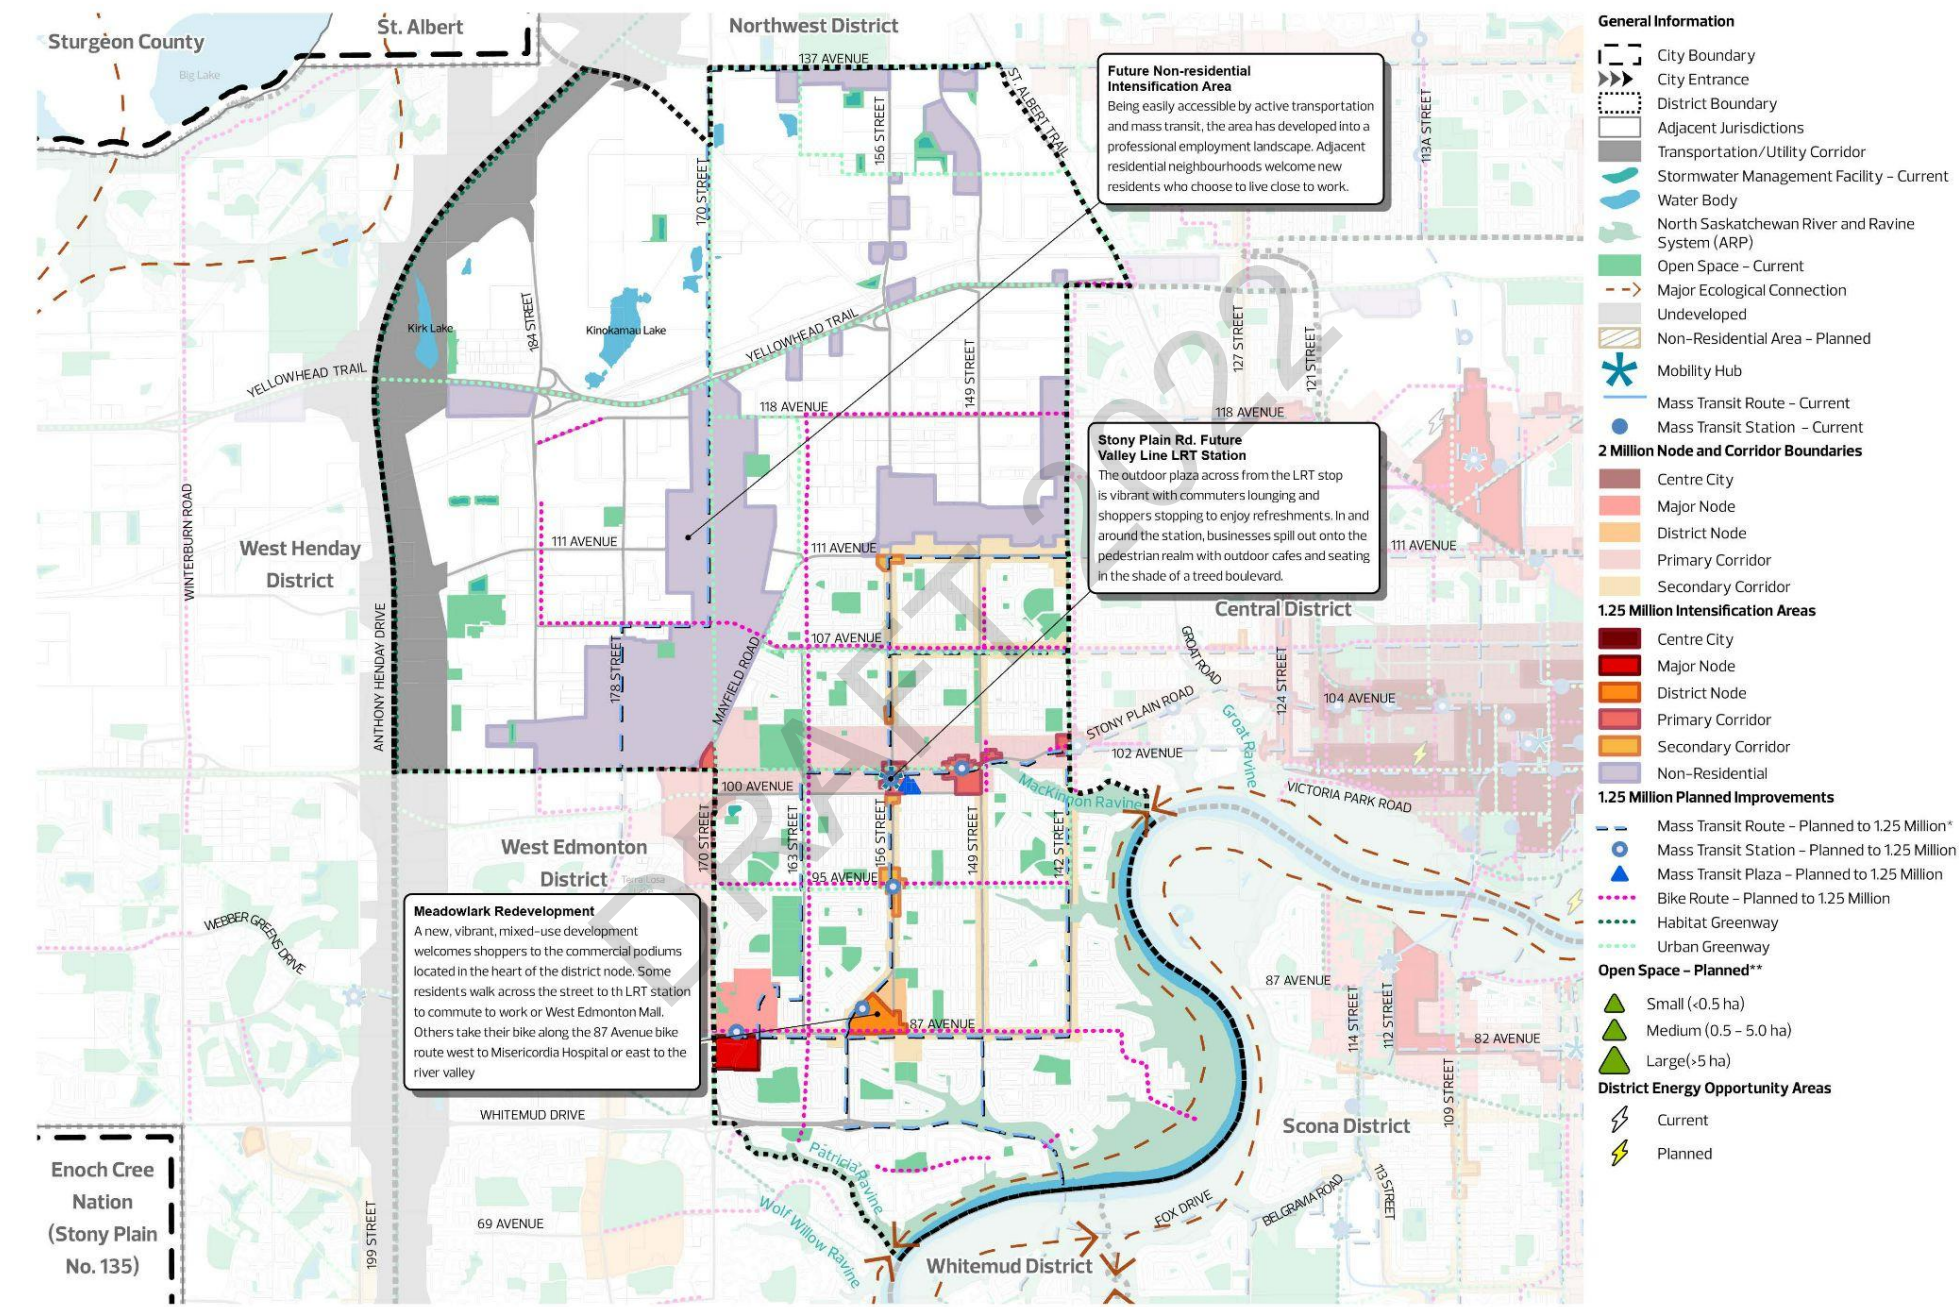 Sturgeon County
St. Albert
Northwest District
Big Lake
137 AVENUE
ST. ALBERT TRAIL
156 STREET
113A STREET
170 STREET
Future Non-residential
Intensification Area
Being easily accessible by active transportation
and mass transit, the area has developed into a
professional employment landscape. Adjacent
residential neighbourhoods welcome new
residents who choose to live close to work.
184 STREET
Kirk Lake
Kinokamau Lake
YELLOWHEAD TRAIL
YELLOWHEAD TRAIL
149 STREET
127 STREET
121 STREET
118 AVENUE
118 AVENUE
Stony Plain Rd. Future
Valley Line LRT Station
The outdoor plaza across from the LRT stop
is vibrant with commuters lounging and
shoppers stopping to enjoy refreshments. In and
around the station, businesses spill out onto the
pedestrian realm with outdoor cafes and seating
in the shade of a treed boulevard.
WINTERBURN ROAD
West Henday
District
111 AVENUE
111 AVENUE
111 AVENUE
ANTHONY HENDAY DRIVE
178 STREET
MAYFIELD ROAD
107 AVENUE
Central District
GROAT ROAD
124 STREET
104 AVENUE
STONY PLAIN ROAD
102 AVENUE
Groat Ravine
100 AVENUE
MacKinnon Ravine
VICTORIA PARK ROAD
West Edmonton
District
Terra Losa
170 STREET
163 STREET
156 STREET
149 STREET
142 STREET
95 AVENUE
WEBBER GREENS DRIVE
Meadowlark Redevelopment
A new, vibrant, mixed-use development
welcomes shoppers to the commercial podiums
located in the heart of the district node. Some
residents walk across the street to th LRT station
to commute to work or West Edmonton Mall.
Others take their bike along the 87 Avenue bike
route west to Misericordia Hospital or east to the
river valley
87 AVENUE
87 AVENUE
114 STREET
112 STREET
82 AVENUE
109 STREET
WHITEMUD DRIVE
Scona District
Patricia Ravine
Wolf Willow Ravine
Enoch Cree
Nation
(Stony Plain
No. 135)
199 STREET
69 AVENUE
FOX DRIVE
BELGRAVIA ROAD
113 STREET
Whitemud District
DRAFT 2022
General Information
City Boundary
City Entrance
District Boundary
Adjacent Jurisdictions
Transportation/Utility Corridor
Stormwater Management Facility - Current
Water Body
North Saskatchewan River and Ravine
System (ARP)
Open Space - Current
Major Ecological Connection
Undeveloped
Non-Residential Area - Planned
Mobility Hub
Mass Transit Route - Current
Mass Transit Station - Current
2 Million Node and Corridor Boundaries
Centre City
Major Node
District Node
Primary Corridor
Secondary Corridor
1.25 Million Intensification Areas
Centre City
Major Node
District Node
Primary Corridor
Secondary Corridor
Non-Residential
1.25 Million Planned Improvements
Mass Transit Route - Planned to 1.25 Million*
Mass Transit Station - Planned to 1.25 Million
Mass Transit Plaza - Planned to 1.25 Million
Bike Route - Planned to 1.25 Million
Habitat Greenway
Urban Greenway
Open Space - Planned**
Small (<0.5 ha)
Medium (0.5 - 5.0 ha)
Large(>5 ha)
District Energy Opportunity Areas
Current
Planned